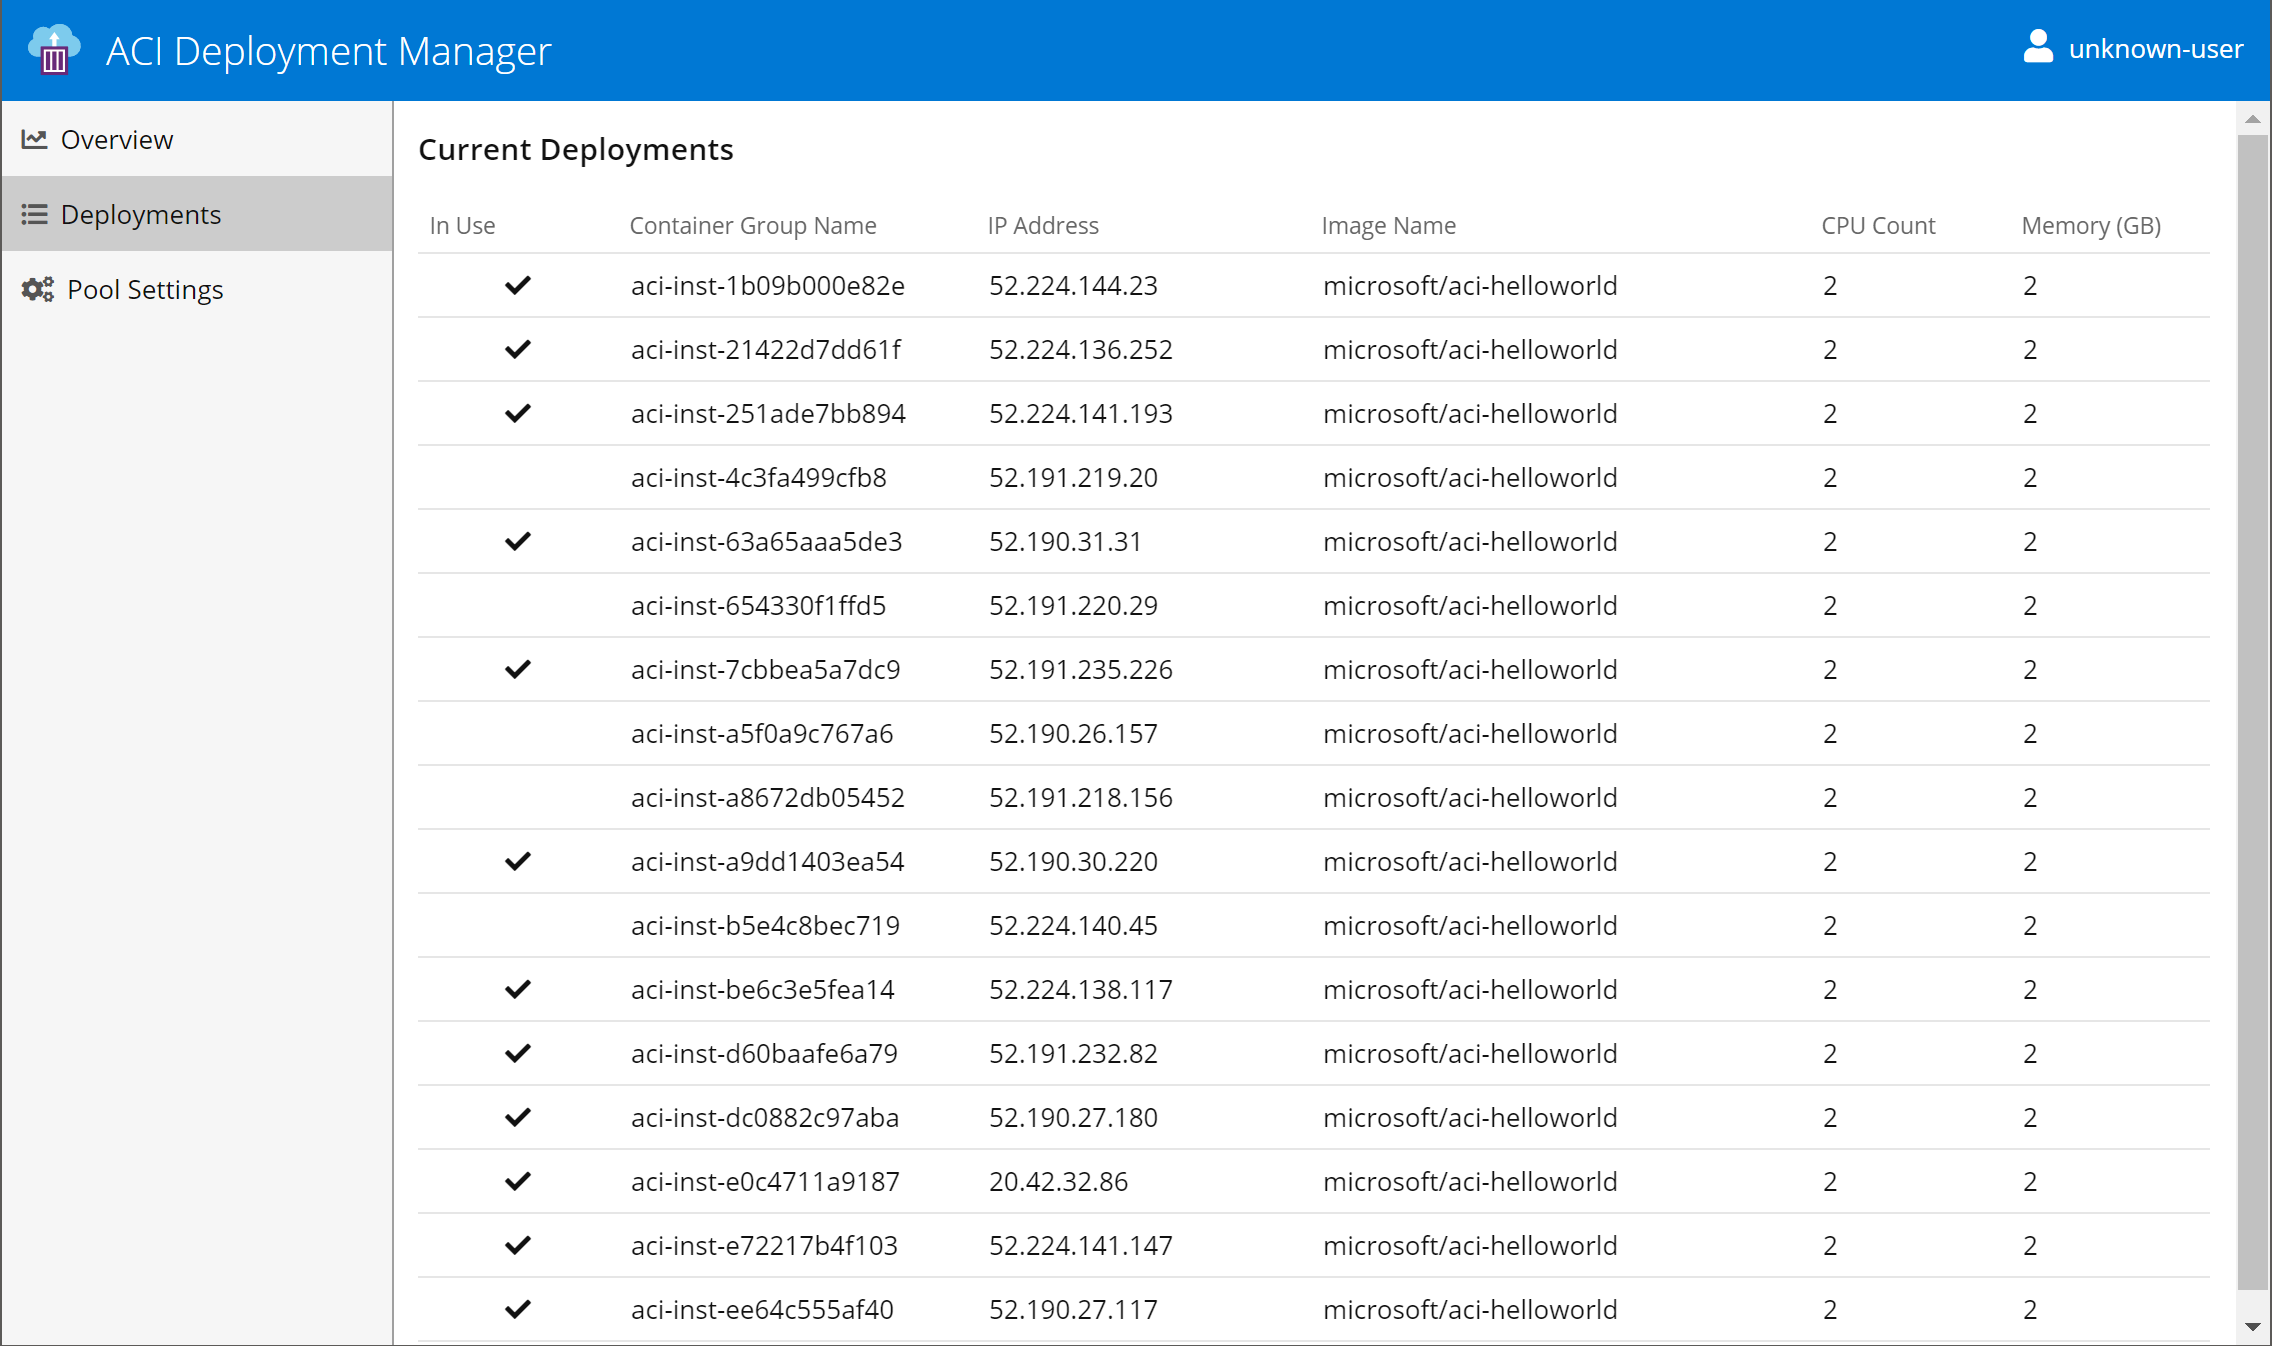 ACI Deployment Manager
unknown-user
Overview
Deployments
Pool Settings
Current Deployments
In Use Container Group Name IP Address Image Name CPU Count Memory (GB)
aci-inst-1b09b000e82e 52.224.144.23 microsoft/aci-helloworld 2 2
aci-inst-21422d7dd61f 52.224.136.252 microsoft/aci-helloworld 2 2
aci-inst-251ade7bb894 52.224.141.193 microsoft/aci-helloworld 2 2
aci-inst-4c3fa499cfb8 52.191.219.20 microsoft/aci-helloworld 2 2
aci-inst-63a65aaa5de3 52.190.31.31 microsoft/aci-helloworld 2 2
aci-inst-654330f1ffd5 52.191.220.29 microsoft/aci-helloworld 2 2
aci-inst-7cbbea5a7dc9 52.191.235.226 microsoft/aci-helloworld 2 2
aci-inst-a5f0a9c767a6 52.190.26.157 microsoft/aci-helloworld 2 2
aci-inst-a8672db05452 52.191.218.156 microsoft/aci-helloworld 2 2
aci-inst-a9dd1403ea54 52.190.30.220 microsoft/aci-helloworld 2 2
aci-inst-b5e4c8bec719 52.224.140.45 microsoft/aci-helloworld 2 2
aci-inst-be6c3e5fea14 52.224.138.117 microsoft/aci-helloworld 2 2
aci-inst-d60baafe6a79 52.191.232.82 microsoft/aci-helloworld 2 2
aci-inst-dc0882c97aba 52.190.27.180 microsoft/aci-helloworld 2 2
aci-inst-e0c4711a9187 20.42.32.86 microsoft/aci-helloworld 2 2
aci-inst-e72217b4f103 52.224.141.147 microsoft/aci-helloworld 2 2
aci-inst-ee64c555af40 52.190.27.117 microsoft/aci-helloworld 2 2